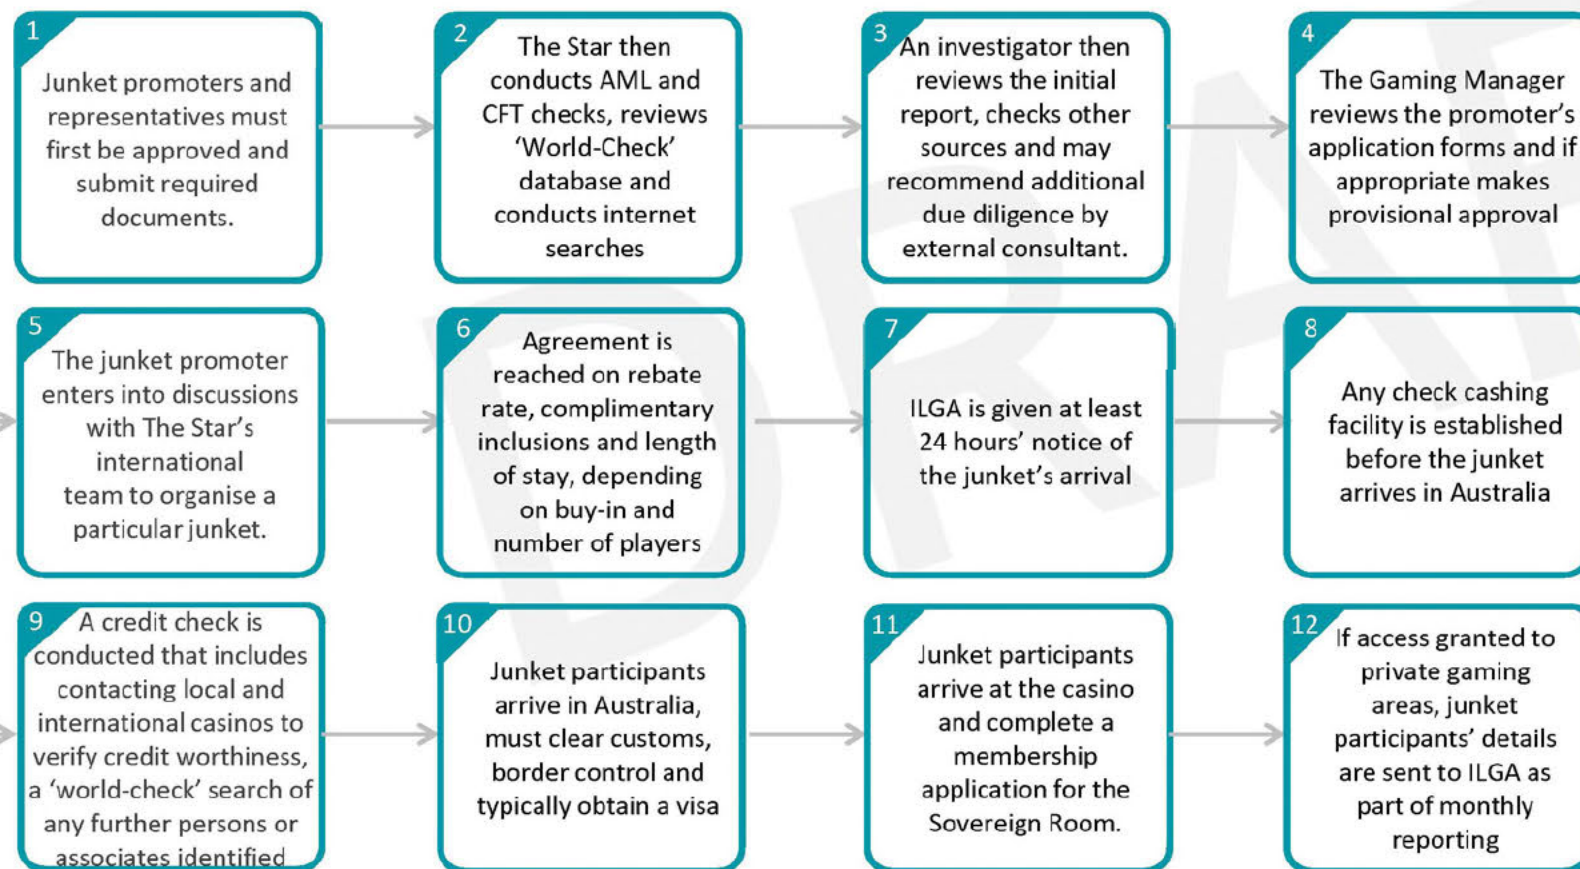 1
Junket promoters and
representatives must
first be approved and
submit required
documents.
2
The Star then
conducts AML and
CFT checks, reviews
‘World-Check’
database and
conducts internet
searches
3
An investigator then
reviews the initial
report, checks other
sources and may
recommend additional
due diligence by
external consultant.
4
The Gaming Manager
reviews the promoter’s
application forms and if
appropriate makes
provisional approval
5
The junket promoter
enters into discussions
with The Star’s
international
team to organise a
particular junket.
6
Agreement is
reached on rebate
rate, complimentary
inclusions and length
of stay, depending
on buy-in and
number of players
7
ILGA is given at least
24 hours’ notice of
the junket’s arrival
8
Any check cashing
facility is established
before the junket
arrives in Australia
9
A credit check is
conducted that includes
contacting local and
international casinos to
verify credit worthiness,
a ‘world-check’ search of
any further persons or
associates identified
10
Junket participants
arrive in Australia,
must clear customs,
border control and
typically obtain a visa
11
Junket participants
arrive at the casino
and complete a
membership
application for the
Sovereign Room.
12
If access granted to
private gaming
areas, junket
participants’ details
are sent to ILGA as
part of monthly
reporting